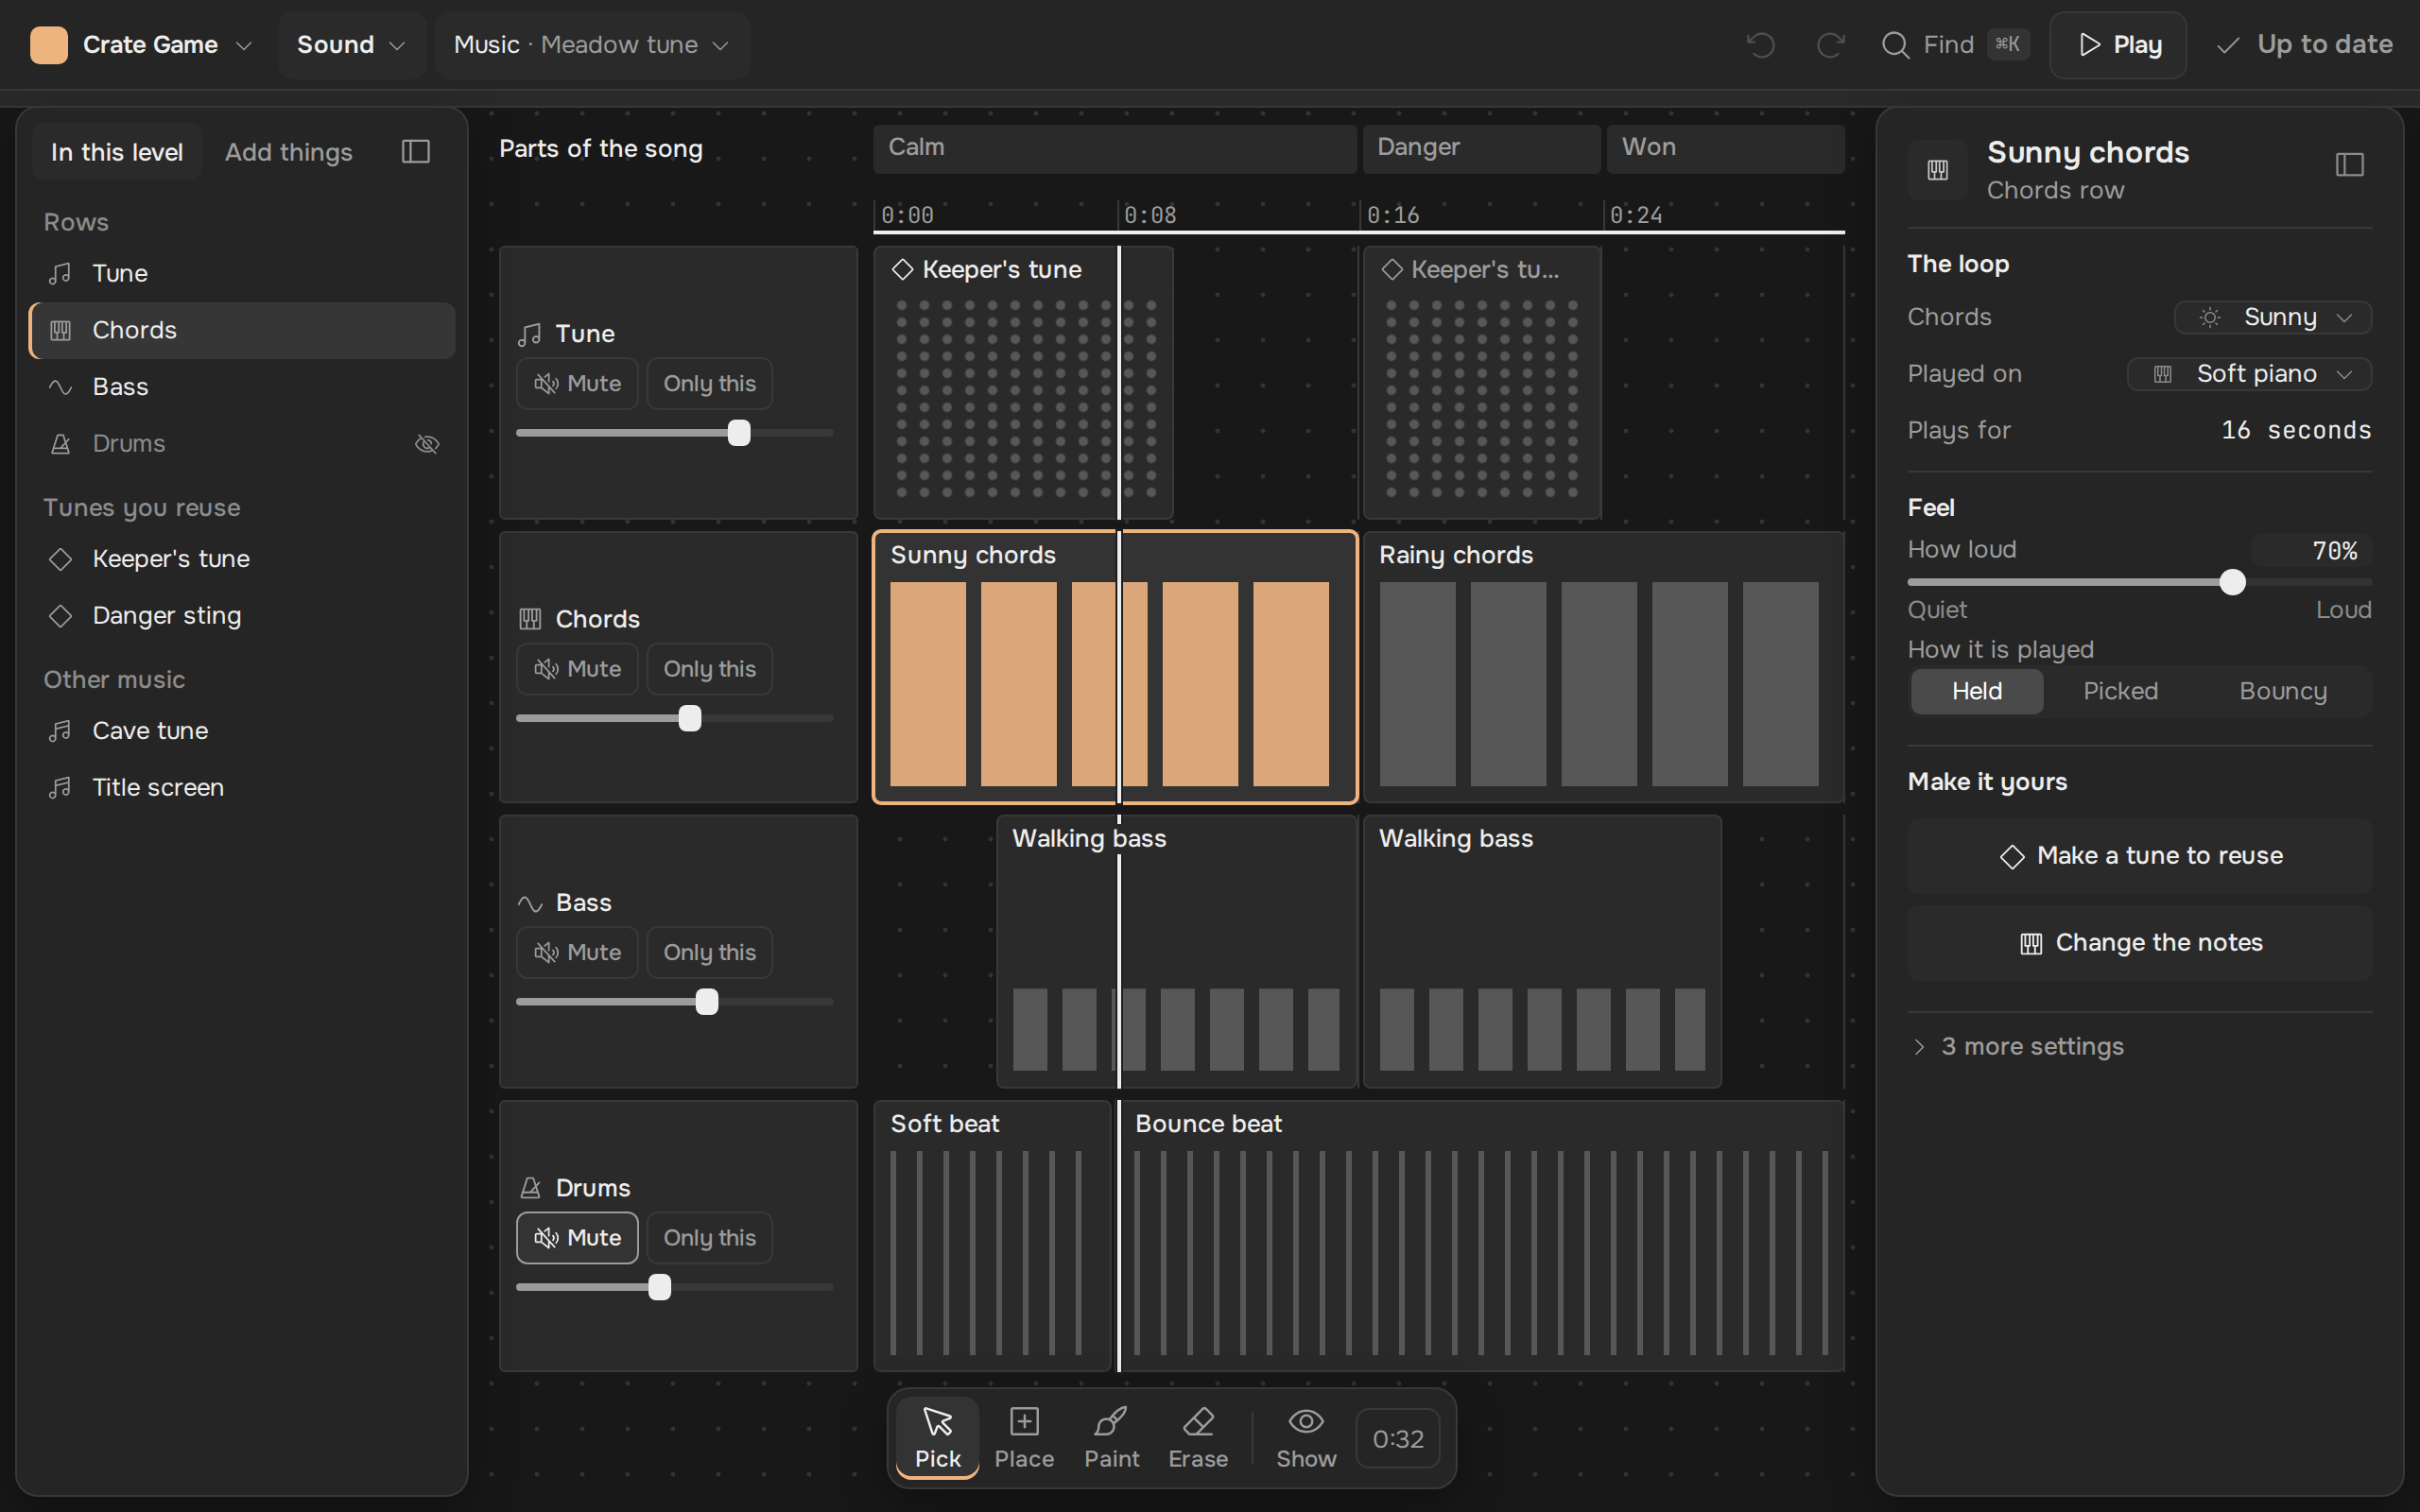 Crate Game
Sound
Music · Meadow tune
Find ⌘K
Play
Up to date
In this level
Add things
Rows
Tune
Chords
Bass
Drums
Tunes you reuse
Keeper's tune
Danger sting
Other music
Cave tune
Title screen
Parts of the song
Calm
Danger
Won
0:00
0:08
0:16
0:24
Tune
Mute
Only this
Keeper's tune
Keeper's tu...
Chords
Mute
Only this
Sunny chords
Rainy chords
Bass
Mute
Only this
Walking bass
Walking bass
Drums
Mute
Only this
Soft beat
Bounce beat
Pick
Place
Paint
Erase
Show
0:32
Sunny chords
Chords row
The loop
Chords
Sunny
Played on
Soft piano
Plays for
16 seconds
Feel
How loud
70%
Quiet
Loud
How it is played
Held
Picked
Bouncy
Make it yours
Make a tune to reuse
Change the notes
3 more settings